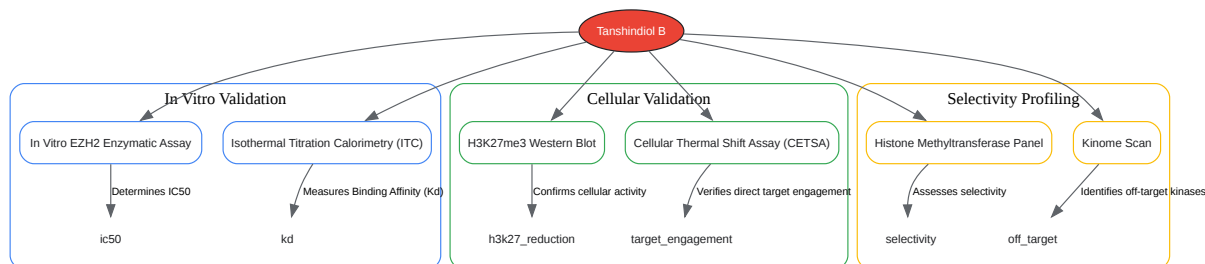 Tanshindiol B
In Vitro Validation
Cellular Validation
Selectivity Profiling
In Vitro EZH2 Enzymatic Assay
Isothermal Titration Calorimetry (ITC)
H3K27me3 Western Blot
Cellular Thermal Shift Assay (CETSA)
Histone Methyltransferase Panel
Kinome Scan
Determines IC50
Measures Binding Affinity (Kd)
Confirms cellular activity
Verifies direct target engagement
Assesses selectivity
Identifies off-target kinases
ic50
kd
h3k27_reduction
target_engagement
selectivity
off_target